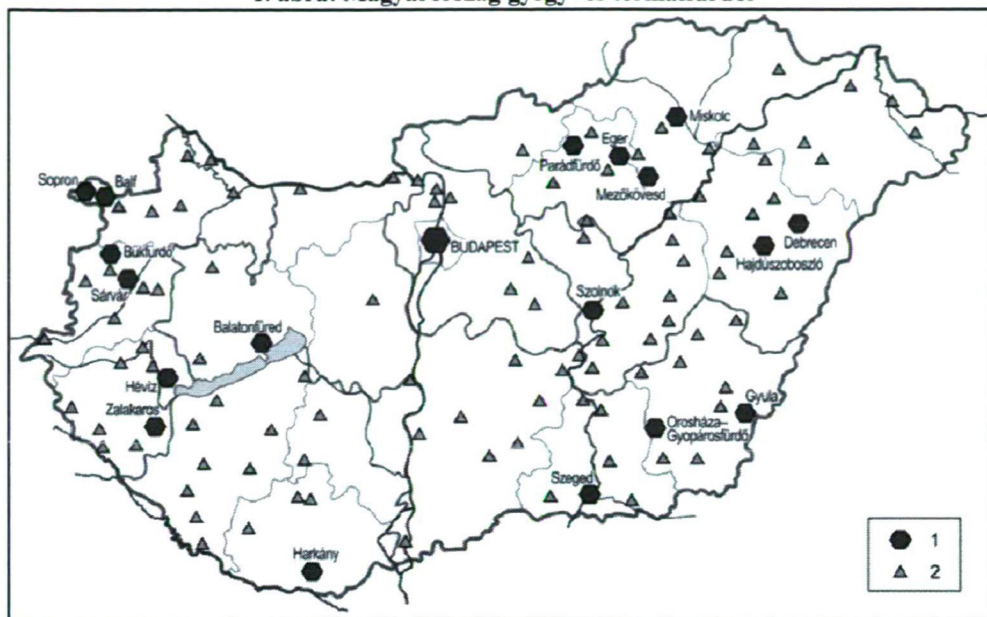 Miskolc
Eger
Parádfürdő
Mezőkövesd
Sopron
Balf
BUDAPEST
Debrecen
Hajdúszoboszló
Bükfürdő
Sárvár
Szolnok
Balatonfüred
Hévíz
Zalakaros
Gyula
Orosháza–
Gyopárosfürdő
Szeged
Harkány
1
2